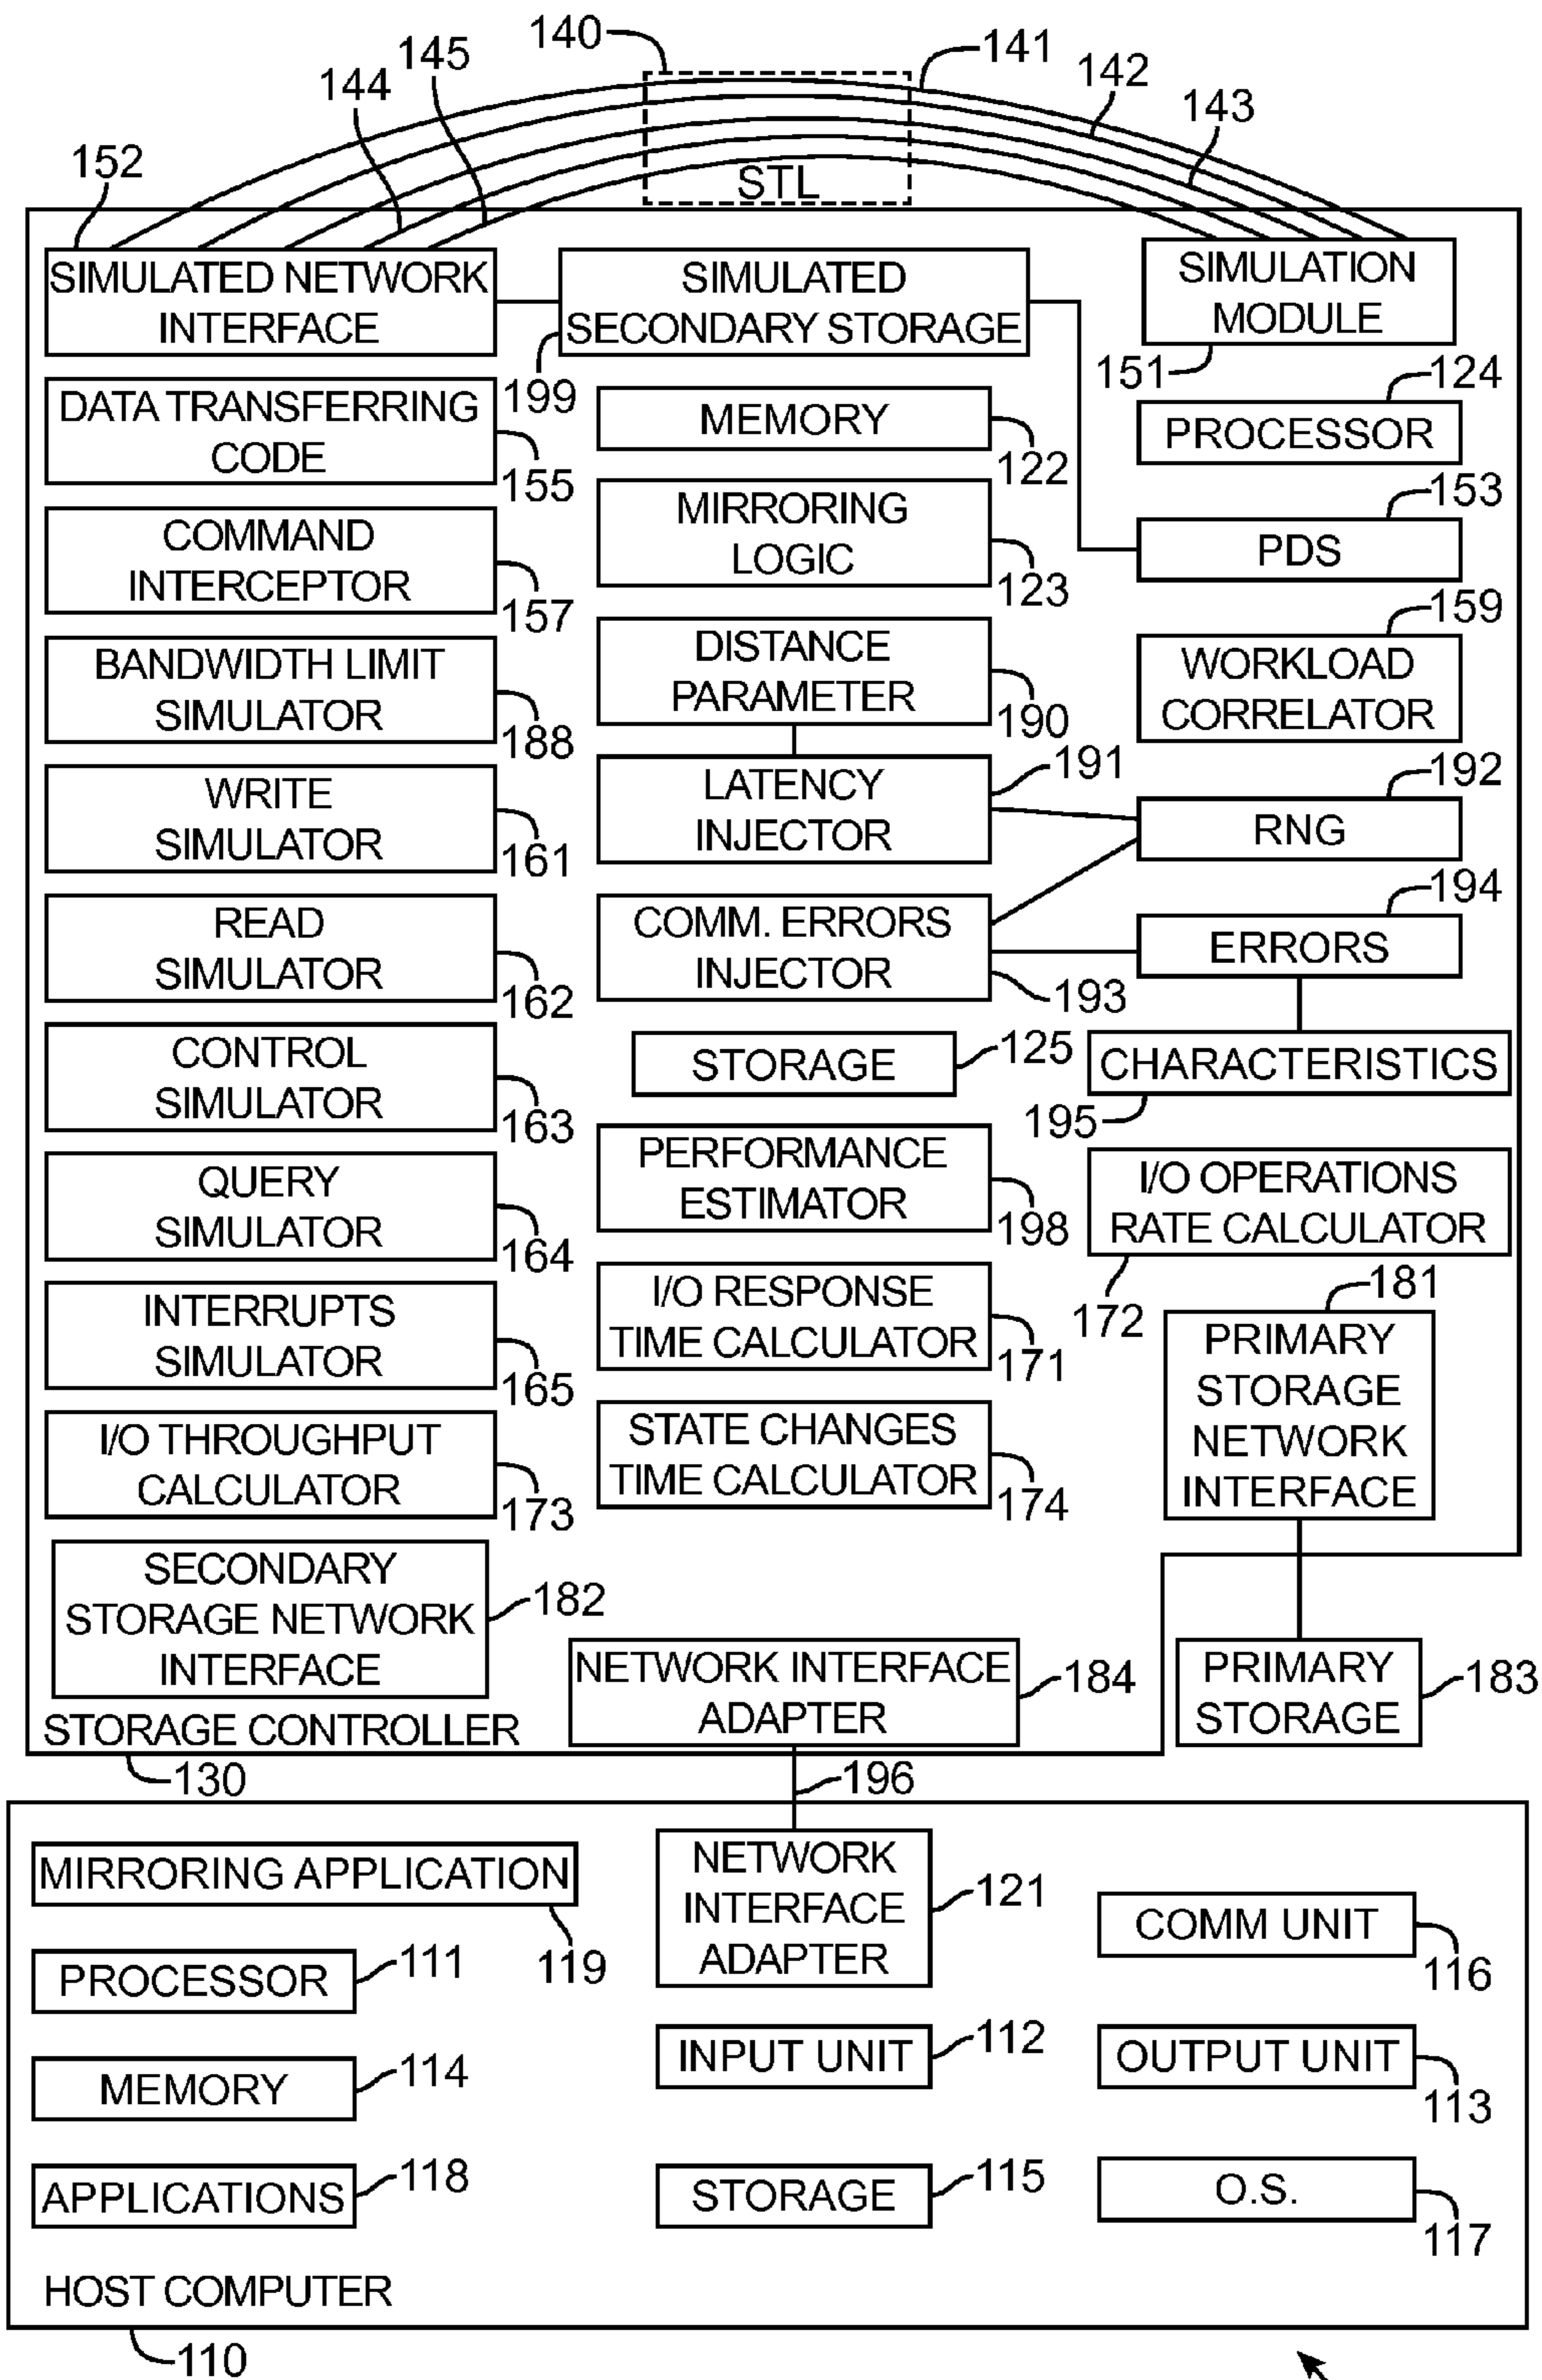 140
141
145
142
144
143
152
STL
SIMULATED NETWORK
INTERFACE
SIMULATED
SECONDARY STORAGE
SIMULATION
MODULE
199
151
DATA TRANSFERRING
CODE
155
MEMORY
122
124
PROCESSOR
COMMAND
INTERCEPTOR
157
MIRRORING
LOGIC
123
153
PDS
BANDWIDTH LIMIT
SIMULATOR
188
DISTANCE
PARAMETER
190
159
WORKLOAD
CORRELATOR
WRITE
SIMULATOR
161
LATENCY
INJECTOR
191
192
RNG
READ
SIMULATOR
162
COMM. ERRORS
INJECTOR
193
194
ERRORS
CONTROL
SIMULATOR
163
STORAGE
125
CHARACTERISTICS
195
QUERY
SIMULATOR
164
PERFORMANCE
ESTIMATOR
198
I/O OPERATIONS
RATE CALCULATOR
172
INTERRUPTS
SIMULATOR
165
I/O RESPONSE
TIME CALCULATOR
171
181
PRIMARY
STORAGE
NETWORK
INTERFACE
I/O THROUGHPUT
CALCULATOR
173
STATE CHANGES
TIME CALCULATOR
174
SECONDARY
STORAGE NETWORK
INTERFACE
182
NETWORK INTERFACE
ADAPTER
184
PRIMARY
STORAGE
183
STORAGE CONTROLLER
130
196
MIRRORING APPLICATION
119
NETWORK
INTERFACE
ADAPTER
121
COMM UNIT
116
PROCESSOR
111
INPUT UNIT
112
OUTPUT UNIT
113
MEMORY
114
APPLICATIONS
118
STORAGE
115
O.S.
117
HOST COMPUTER
110